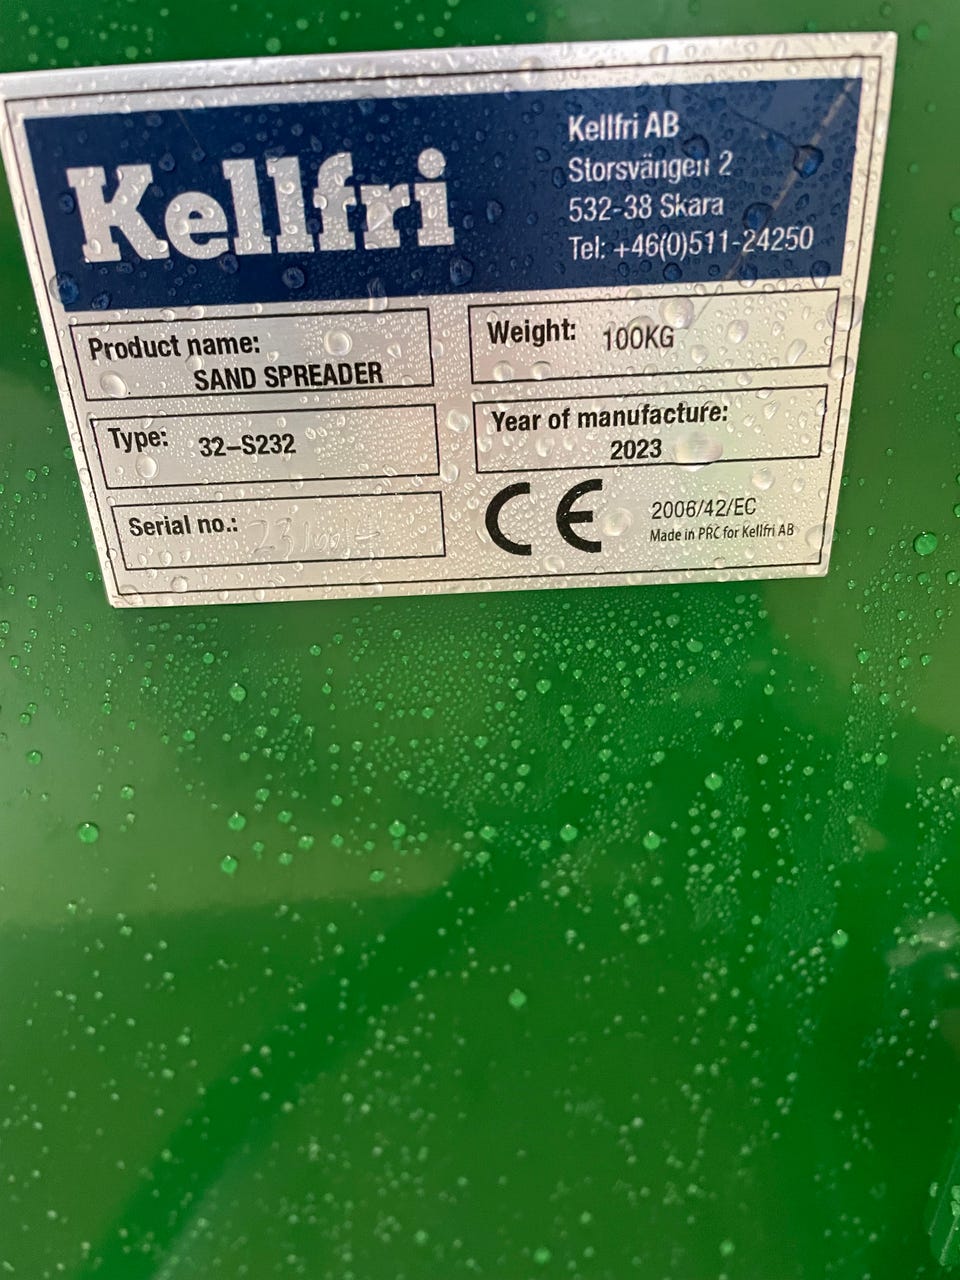 Kellfri
Kellfri AB
Storsvängen 2
532-38 Skara
Tel: +46(0)511-24250
Product name:
SAND SPREADER
Weight: 100KG
Type: 32-S232
Year of manufacture:
2023
Serial no.:
CE
2006/42/EC
Made in PRC for Kellfri AB